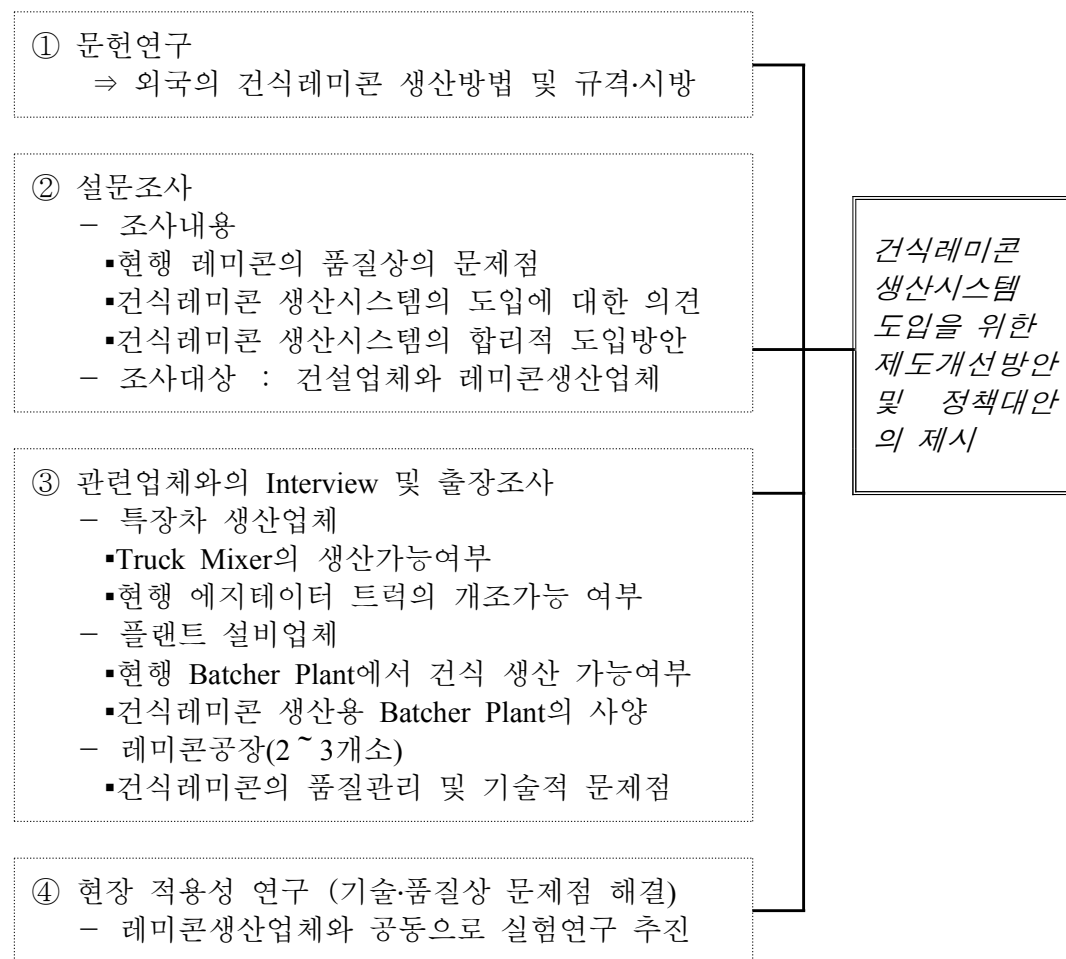 ① 문헌연구
⇒ 외국의 건식레미콘 생산방법 및 규격·시방
② 설문조사
－ 조사내용
▪현행 레미콘의 품질상의 문제점
▪건식레미콘 생산시스템의 도입에 대한 의견
▪건식레미콘 생산시스템의 합리적 도입방안
－ 조사대상 : 건설업체와 레미콘생산업체
③ 관련업체와의 Interview 및 출장조사
－ 특장차 생산업체
▪Truck Mixer의 생산가능여부
▪현행 에지테이터 트럭의 개조가능 여부
－ 플랜트 설비업체
▪현행 Batcher Plant에서 건식 생산 가능여부
▪건식레미콘 생산용 Batcher Plant의 사양
－ 레미콘공장(2～3개소)
▪건식레미콘의 품질관리 및 기술적 문제점
④ 현장 적용성 연구 (기술·품질상 문제점 해결)
－ 레미콘생산업체와 공동으로 실험연구 추진
건식레미콘
생산시스템
도입을 위한
제도개선방안
및 정책대안
의 제시